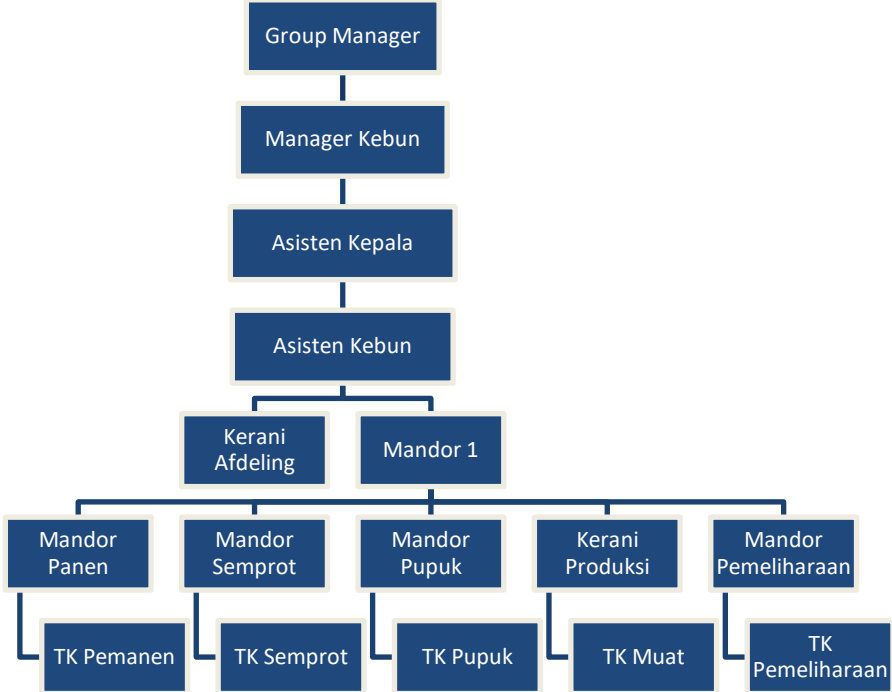 Group Manager
Manager Kebun
Asisten Kepala
Asisten Kebun
Kerani
Afdeling
Mandor 1
Mandor
Panen
Mandor
Semprot
Mandor
Pupuk
Kerani
Produksi
Mandor
Pemeliharaan
TK Pemanen
TK Semprot
TK Pupuk
TK Muat
TK
Pemeliharaan